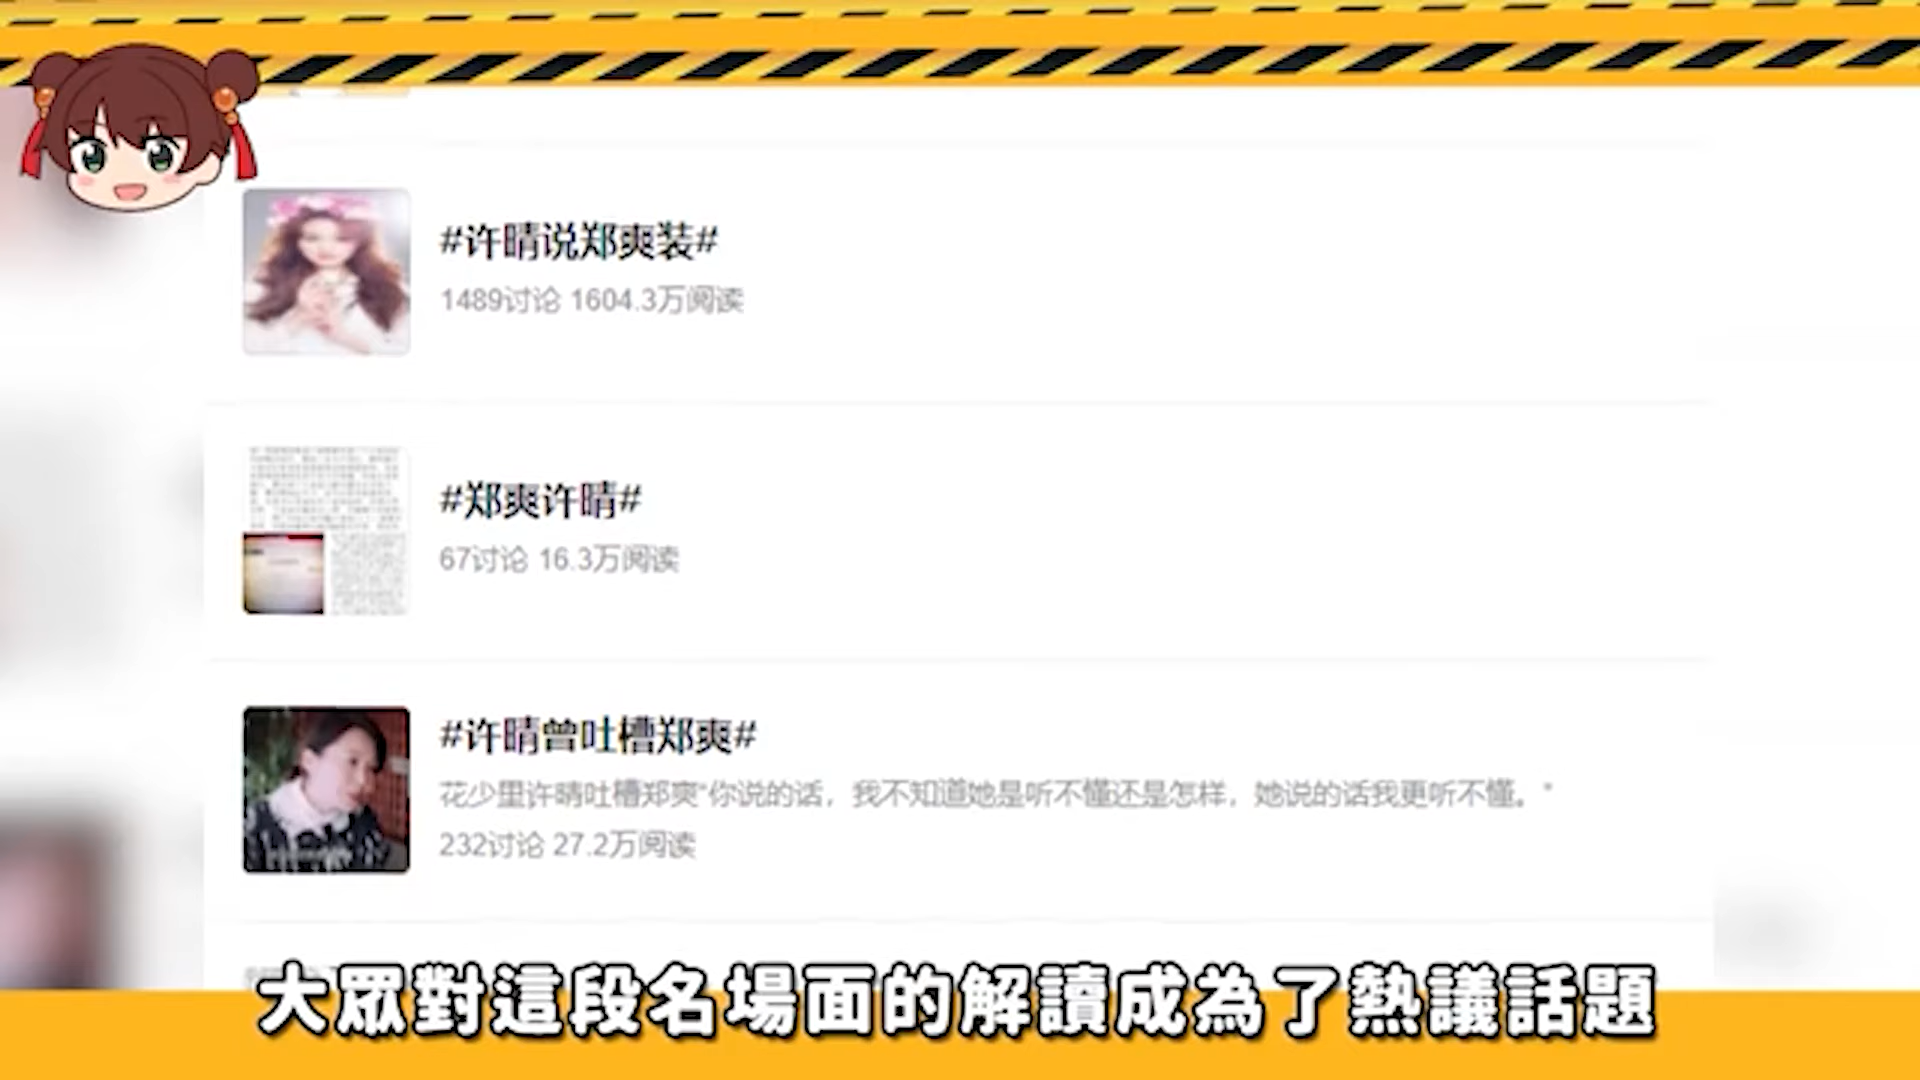 #许晴说郑爽装#
1489讨论 1604.3万阅读
#郑爽许晴#
67讨论 16.3万阅读
#许晴曾吐槽郑爽#
花少里许晴吐槽郑爽"你说的话，我不知道她是听不懂还是怎样，她说的话我更听不懂。"
232讨论 27.2万阅读
大眾對這段名場面的解讀成為了熱議話題